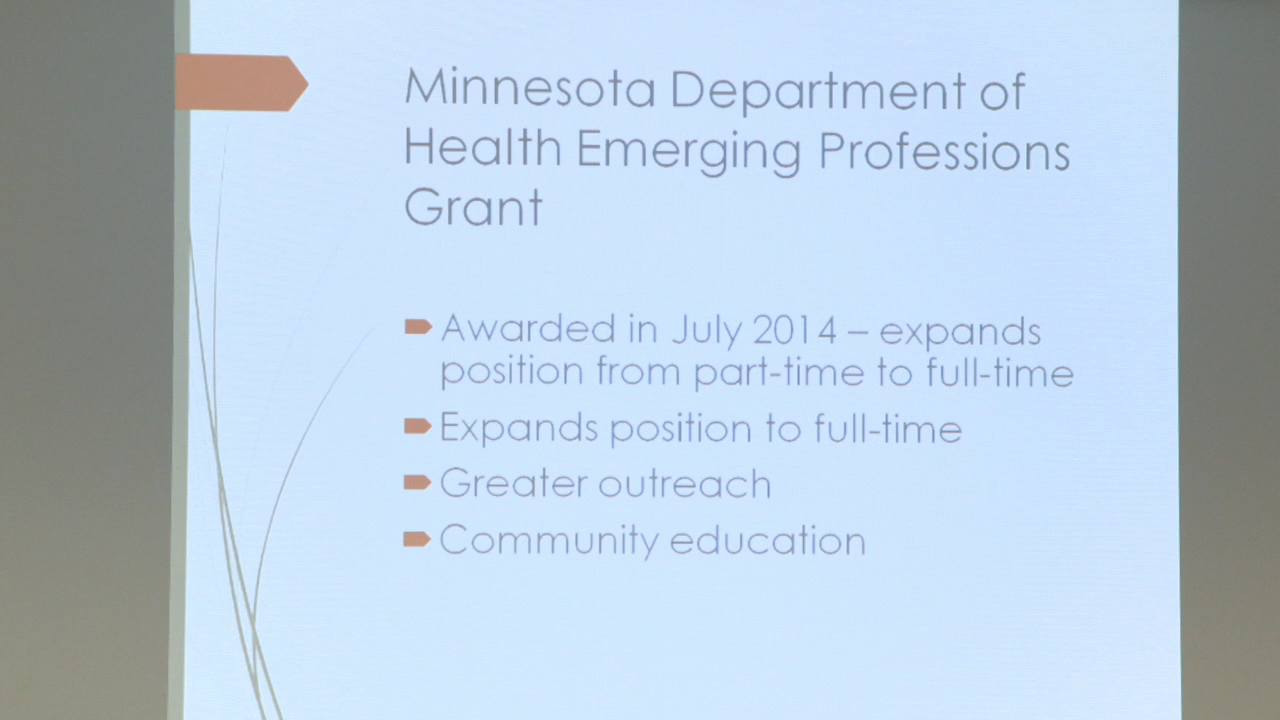 Minnesota Department of
Health Emerging Professions
Grant
Awarded in July 2014 – expands
position from part-time to full-time
Expands position to full-time
Greater outreach
Community education